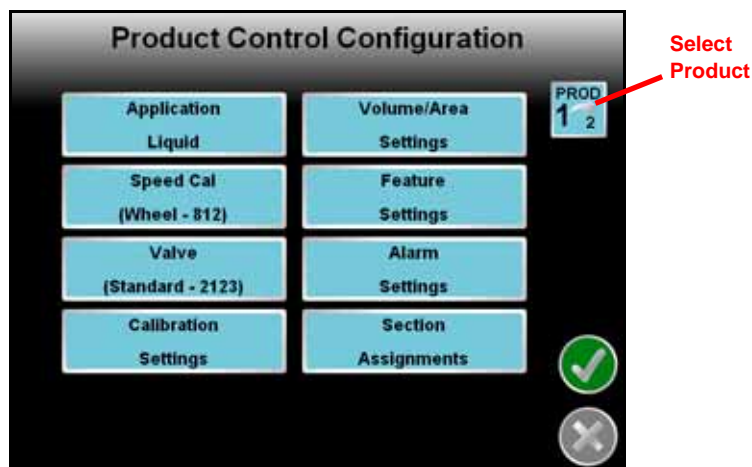 Product Control Configuration
Select
Product
Application
Liquid
Volume/Area
Settings
PROD
1 2
Speed Cal
(Wheel - 812)
Feature
Settings
Valve
(Standard - 2123)
Alarm
Settings
Calibration
Settings
Section
Assignments